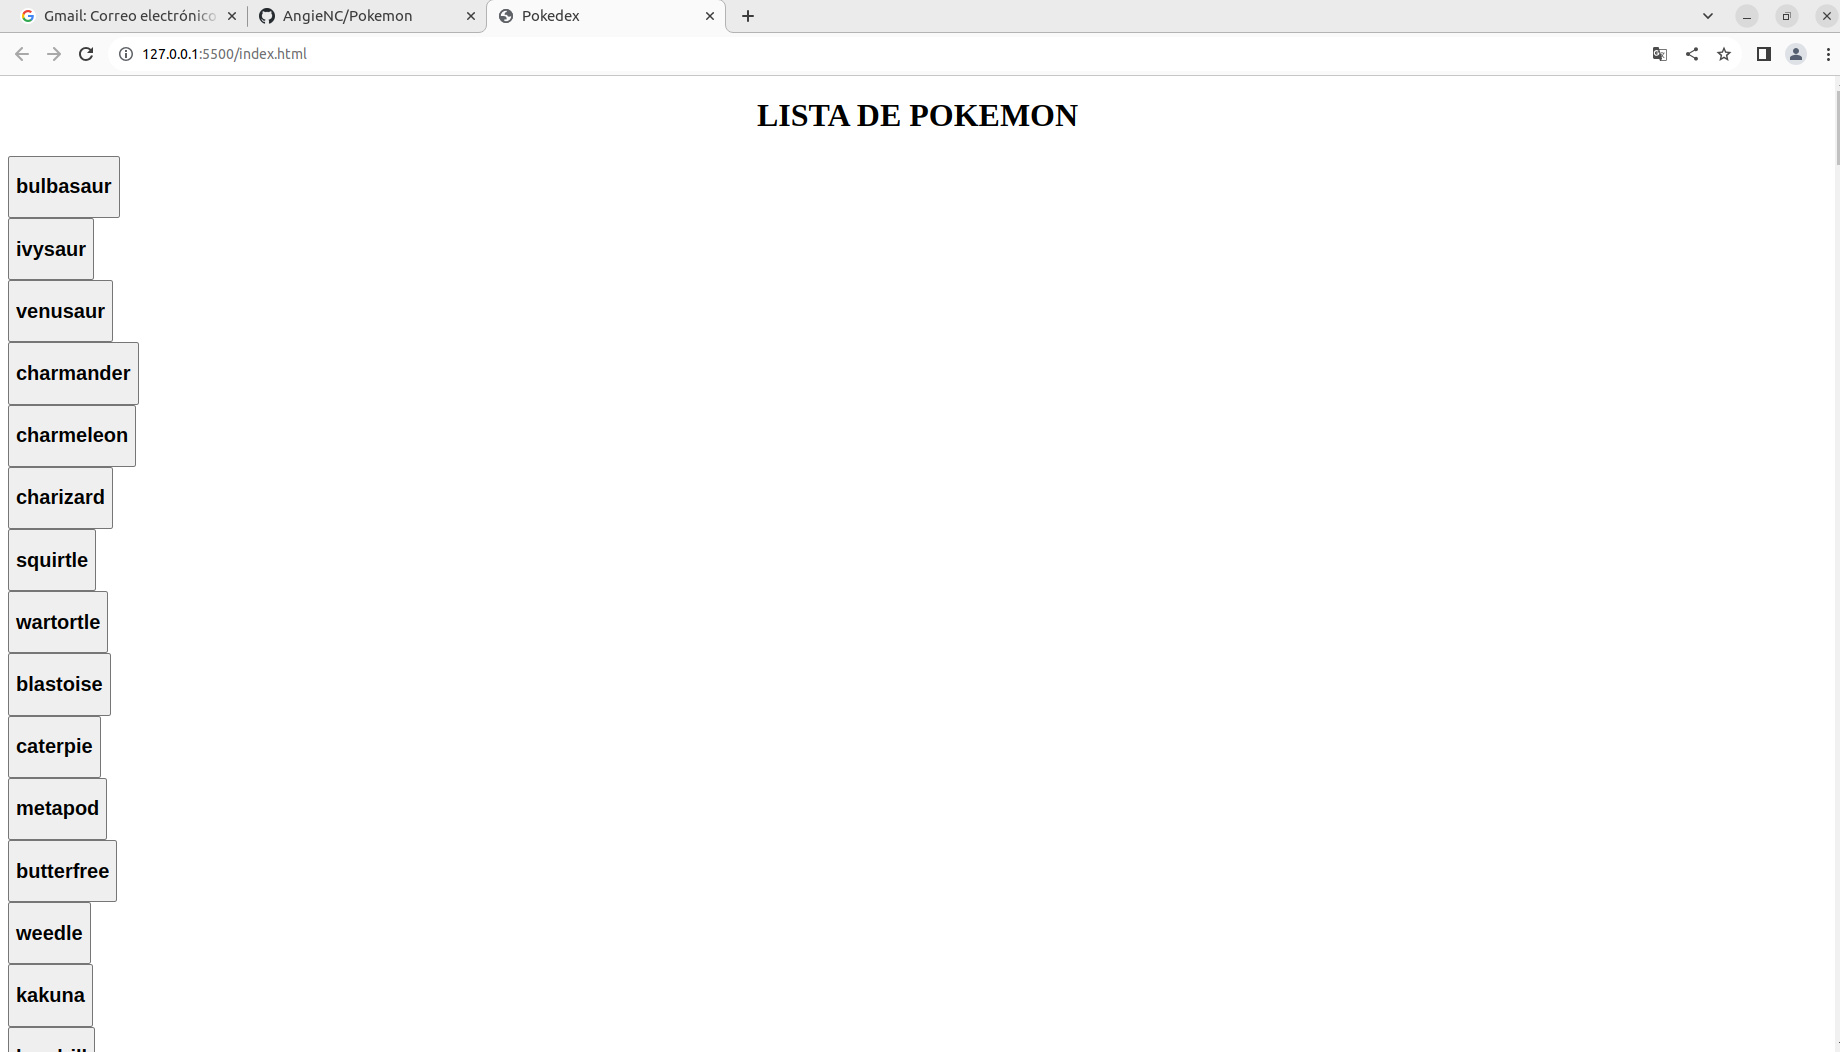 Gmail: Correo electrónico
AngieNC/Pokemon
Pokedex
127.0.0.1:5500/index.html
LISTA DE POKEMON
bulbasaur
ivysaur
venusaur
charmander
charmeleon
charizard
squirtle
wartortle
blastoise
caterpie
metapod
butterfree
weedle
kakuna